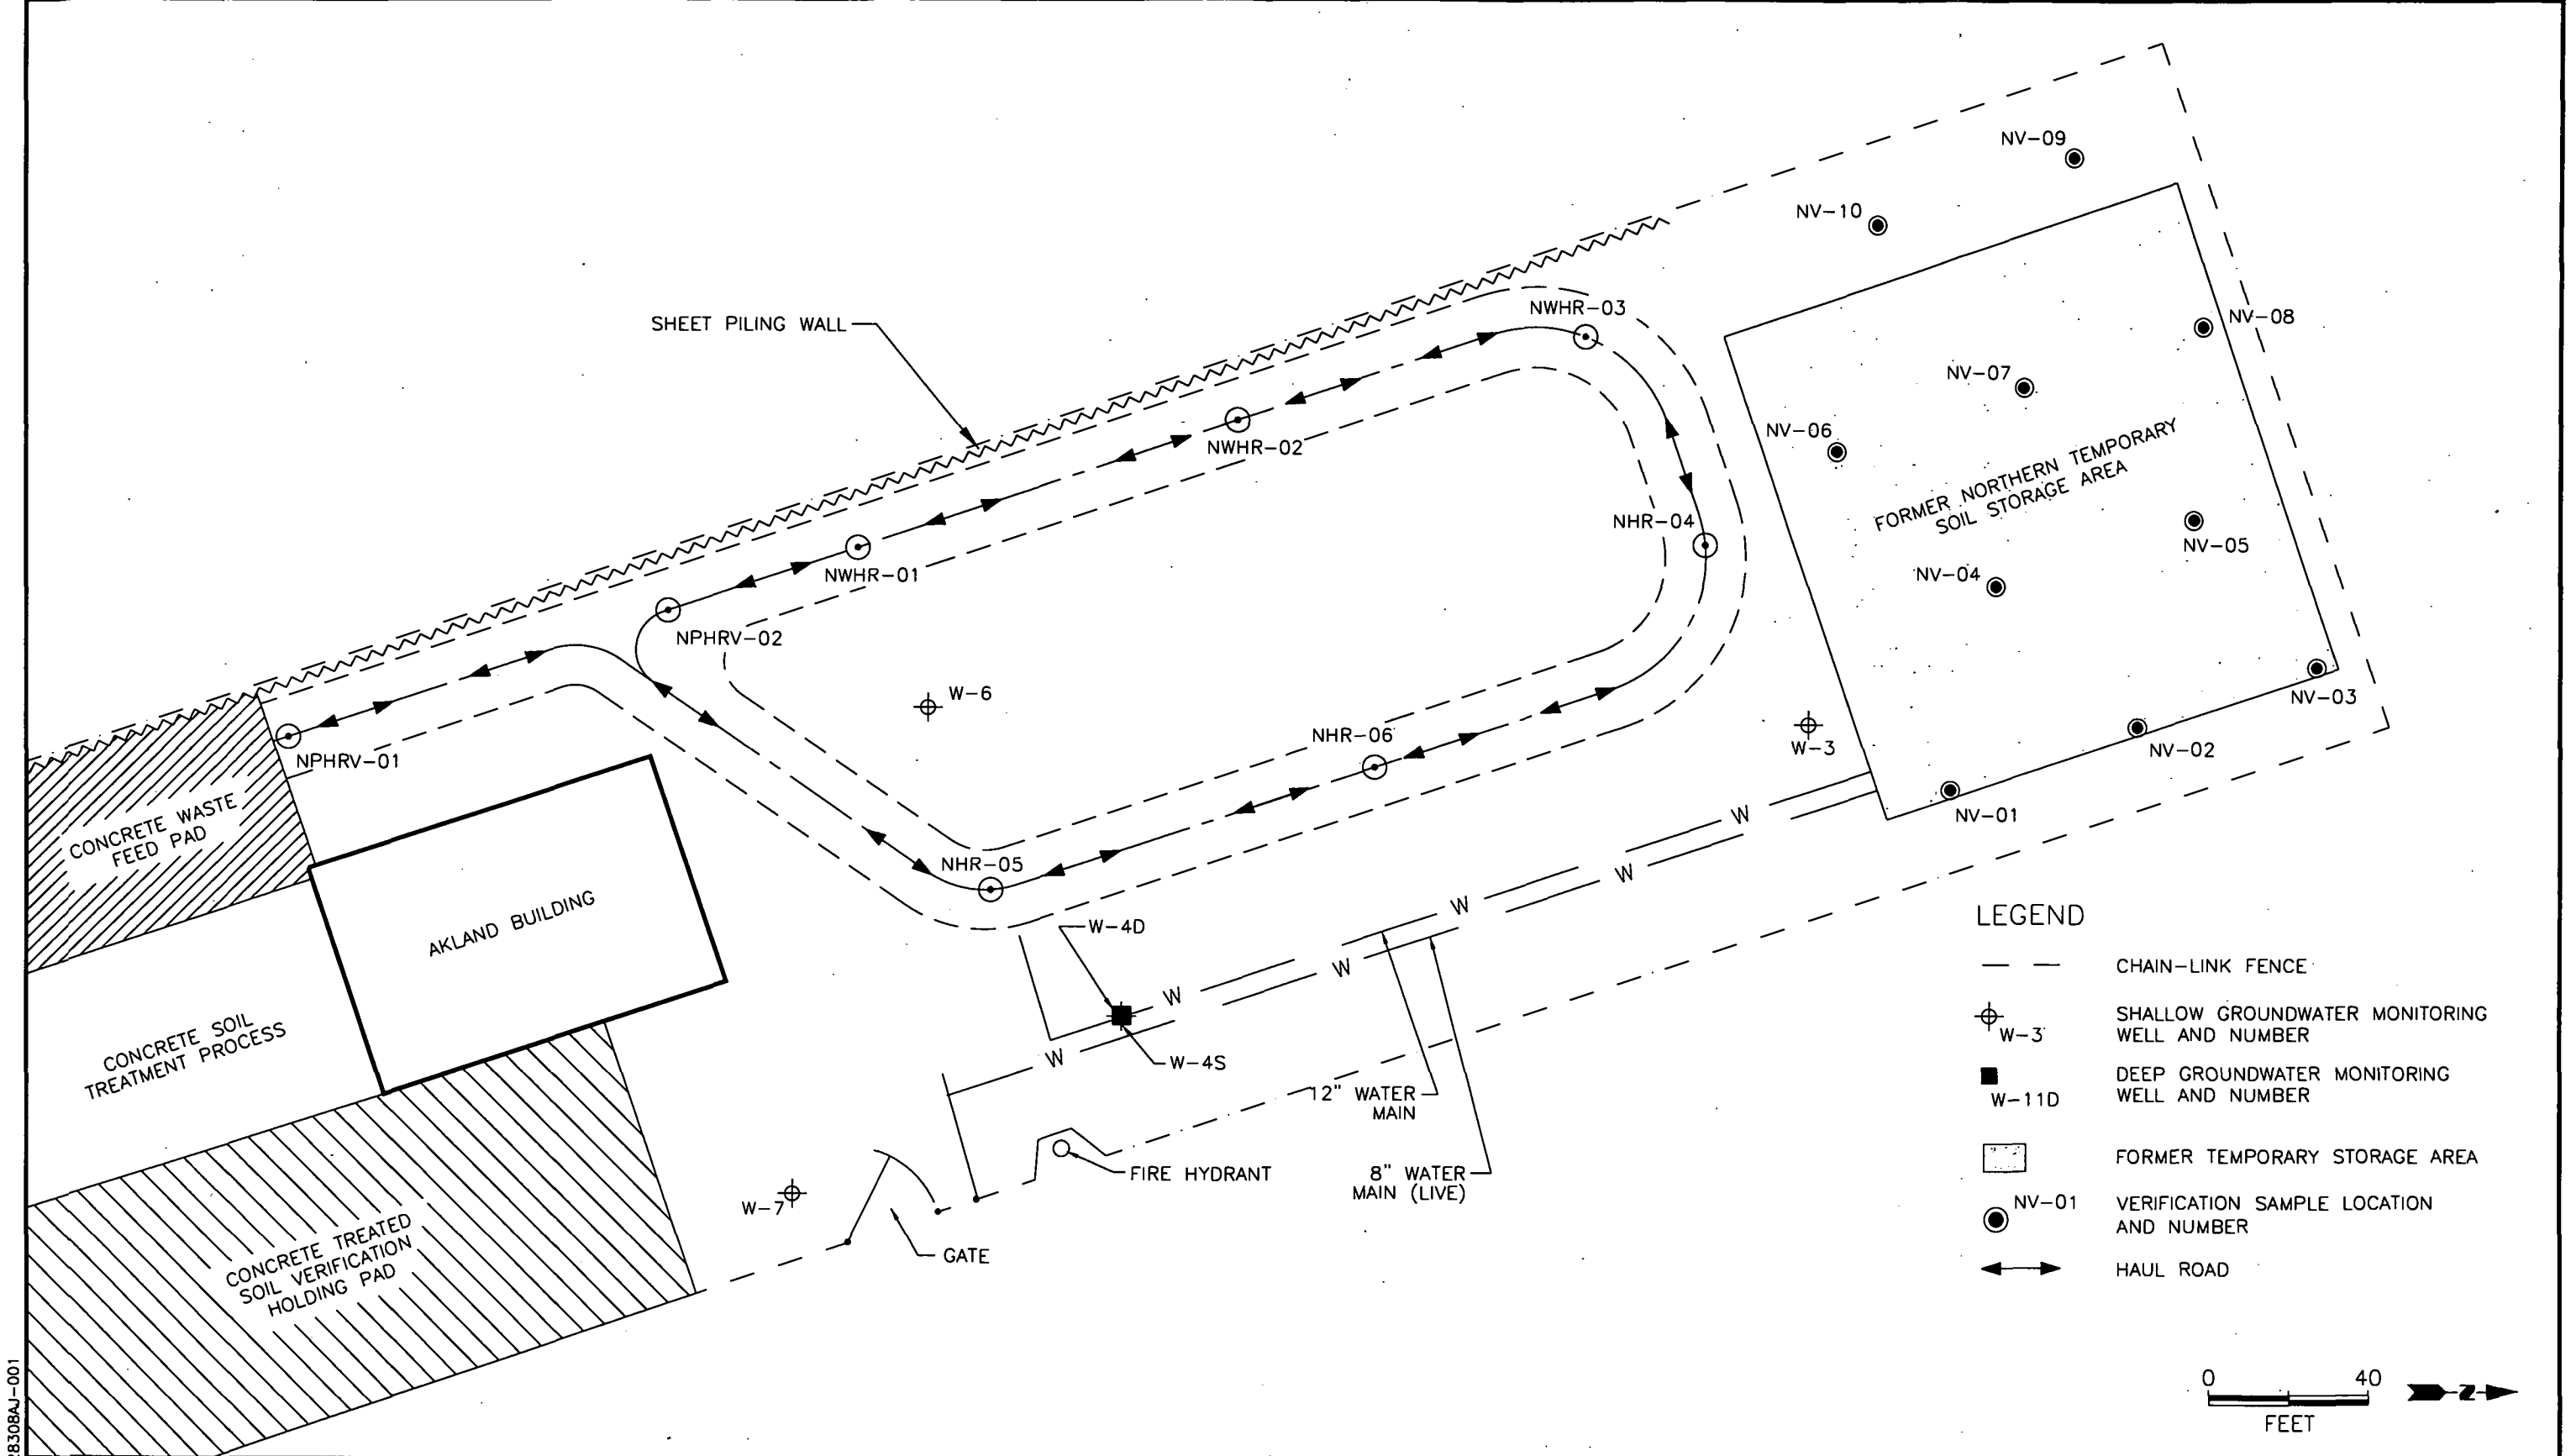 NV-09
NV-10
SHEET PILING WALL
NWHR-03
NV-08
NV-07
NWHR-02
NV-06
FORMER NORTHERN TEMPORARY
SOIL STORAGE AREA
NHR-04
NV-05
NWHR-01
NV-04
NPHRV-02
W-6
NV-03
NHR-06
W-3
NV-02
NPHRV-01
NV-01
W
CONCRETE WASTE
FEED PAD
NHR-05
W
W
AKLAND BUILDING
W-4D
W
W
W
W-4S
CONCRETE SOIL
TREATMENT PROCESS
12" WATER
MAIN
FIRE HYDRANT
8" WATER
MAIN (LIVE)
W-7
GATE
CONCRETE TREATED
SOIL VERIFICATION
HOLDING PAD
LEGEND
CHAIN-LINK FENCE
W-3
SHALLOW GROUNDWATER MONITORING
WELL AND NUMBER
W-11D
DEEP GROUNDWATER MONITORING
WELL AND NUMBER
FORMER TEMPORARY STORAGE AREA
NV-01
VERIFICATION SAMPLE LOCATION
AND NUMBER
HAUL ROAD
0 40
FEET
Z
28308AJ-001